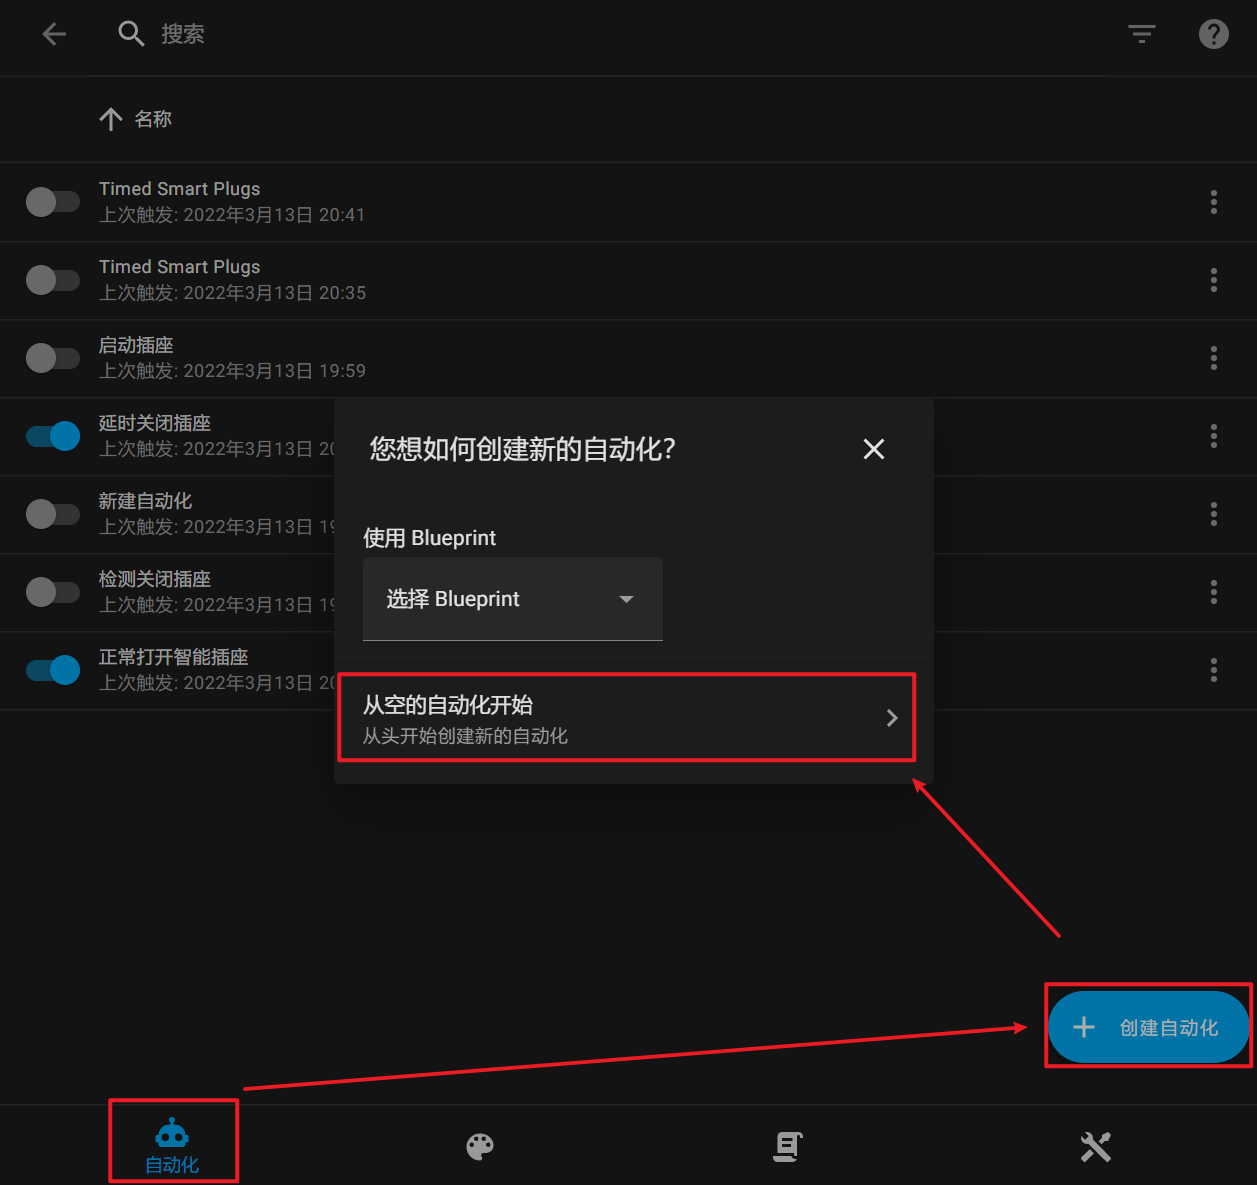 搜索
名称
Timed Smart Plugs
上次触发: 2022年3月13日 20:41
Timed Smart Plugs
上次触发: 2022年3月13日 20:35
启动插座
上次触发: 2022年3月13日 19:59
延时关闭插座
上次触发: 2022年3月13日 20
新建自动化
上次触发: 2022年3月13日 19
检测关闭插座
上次触发: 2022年3月13日 19
正常打开智能插座
上次触发: 2022年3月13日 20
您想如何创建新的自动化?
使用 Blueprint
选择 Blueprint
从空的自动化开始
从头开始创建新的自动化
创建自动化
自动化